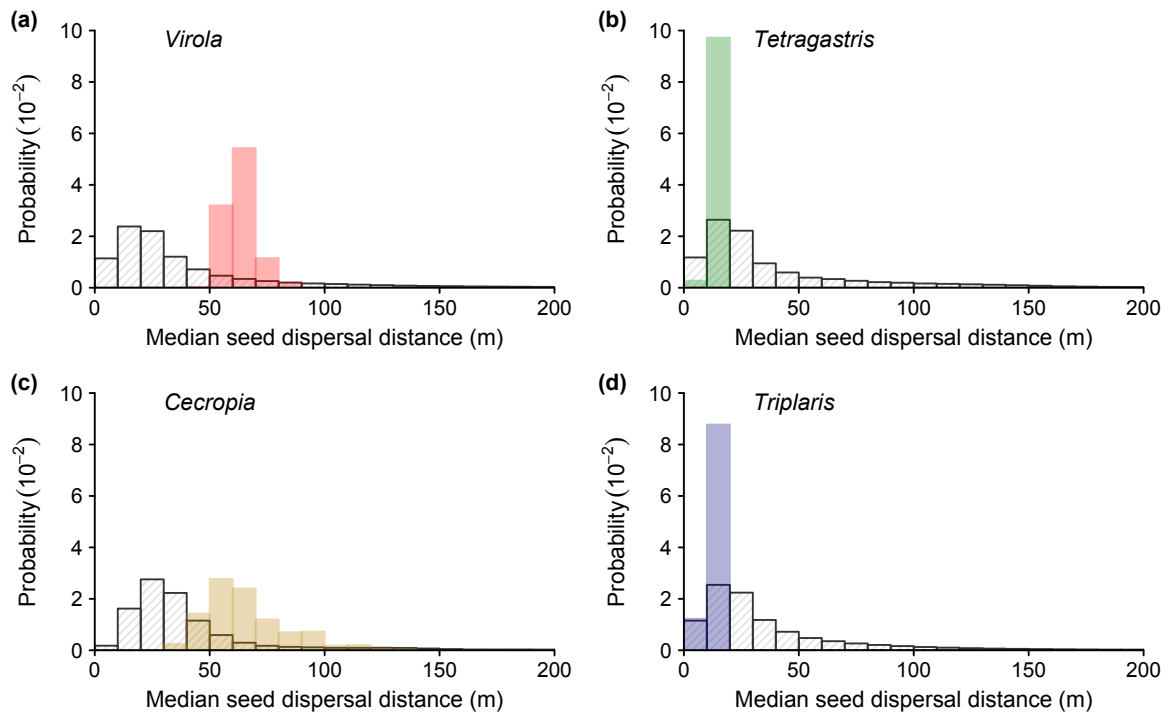 (a)
Virola
Probability (10⁻²)
10
8
6
4
2
0
0 50 100 150 200
Median seed dispersal distance (m)
(b)
Tetragastris
Probability (10⁻²)
10
8
6
4
2
0
0 50 100 150 200
Median seed dispersal distance (m)
(c)
Cecropia
Probability (10⁻²)
10
8
6
4
2
0
0 50 100 150 200
Median seed dispersal distance (m)
(d)
Triplaris
Probability (10⁻²)
10
8
6
4
2
0
0 50 100 150 200
Median seed dispersal distance (m)